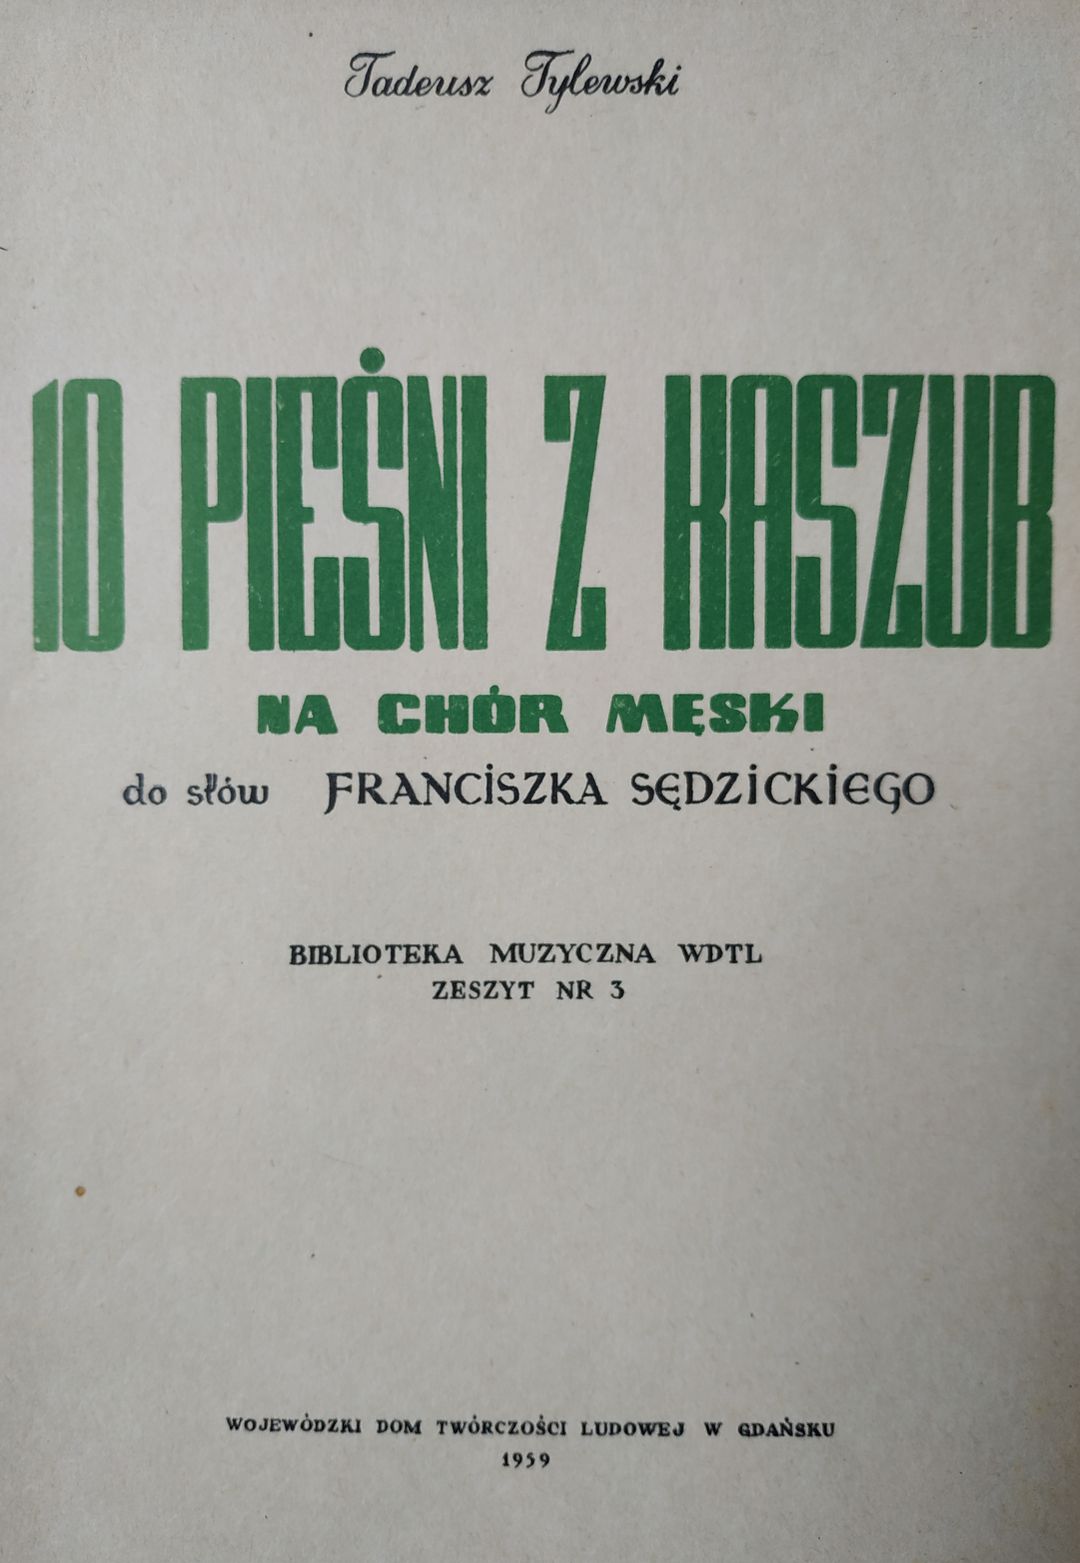 Tadeusz Tylewski
10 PIEŚNI Z KASZUB
NA CHÓR MĘSKI
do słów FRANCISZKA SĘDZICKIEGO
BIBLIOTEKA MUZYCZNA WDTL
ZESZYT NR 3
WOJEWÓDZKI DOM TWÓRCZOŚCI LUDOWEJ W GDAŃSKU
1959